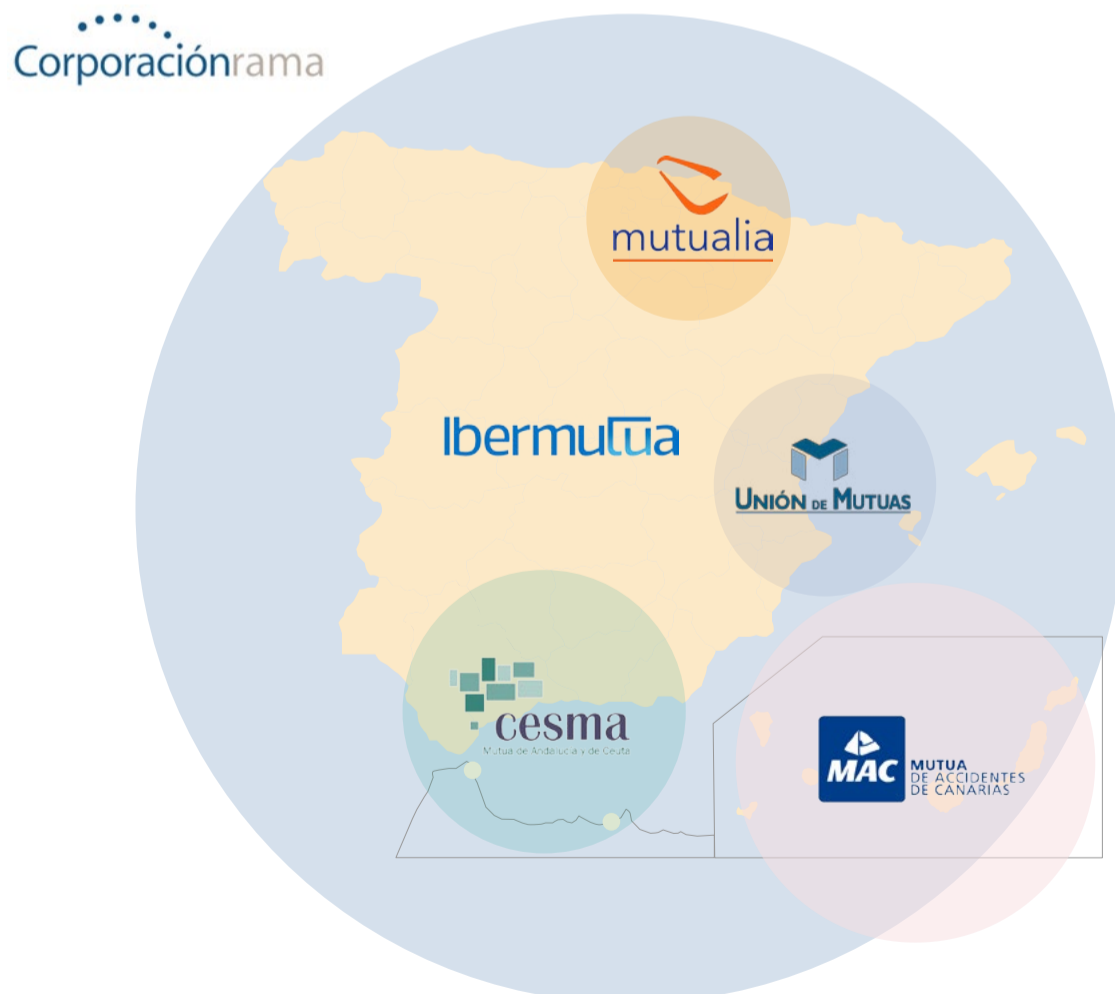 Corporaciónrama
mutualia
Ibermutua
UNIÓN DE MUTUAS
cesma
Mutua de Andalucía y de Ceuta
MAC
MUTUA
DE ACCIDENTES
DE CANARIAS